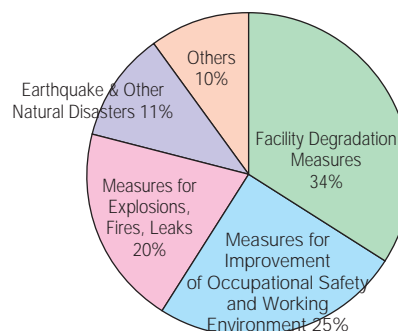 Others
10%
Earthquake & Other
Natural Disasters 11%
Facility Degradation
Measures
34%
Measures for
Explosions,
Fires, Leaks
20%
Measures for
Improvement
of Occupational Safety
and Working
Environment 25%